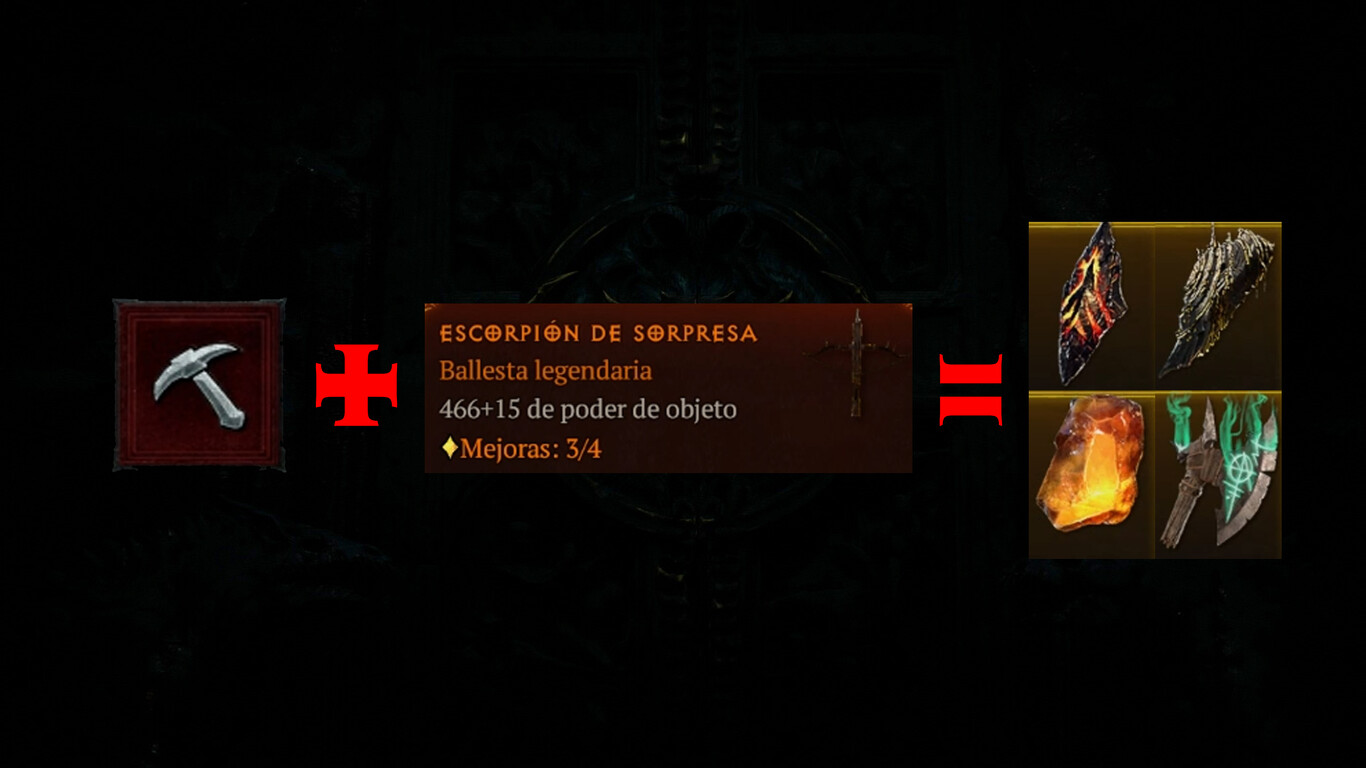 ESCORPIÓN DE SORPRESA
Ballesta legendaria
466+15 de poder de objeto
Mejoras: 3/4